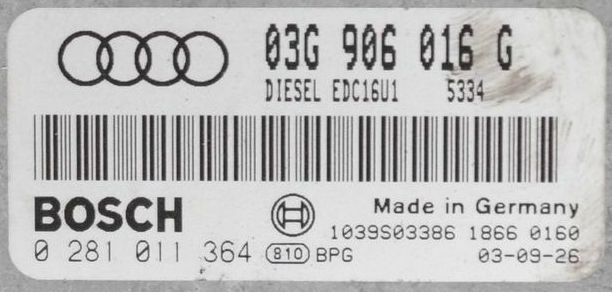 03G 906 016 G
DIESEL EDC16U1 5334
BOSCH
Made in Germany
1039S03386 1866 0160
0 281 011 364 810 BPG 03-09-26